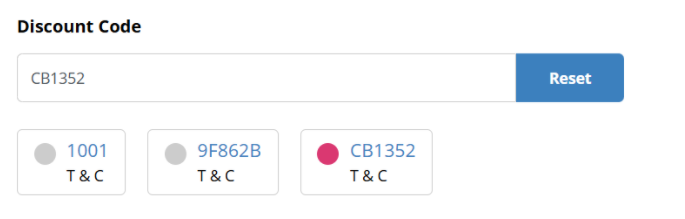 Discount Code
CB1352 Reset
1001 9F862B CB1352
T & C T & C T & C